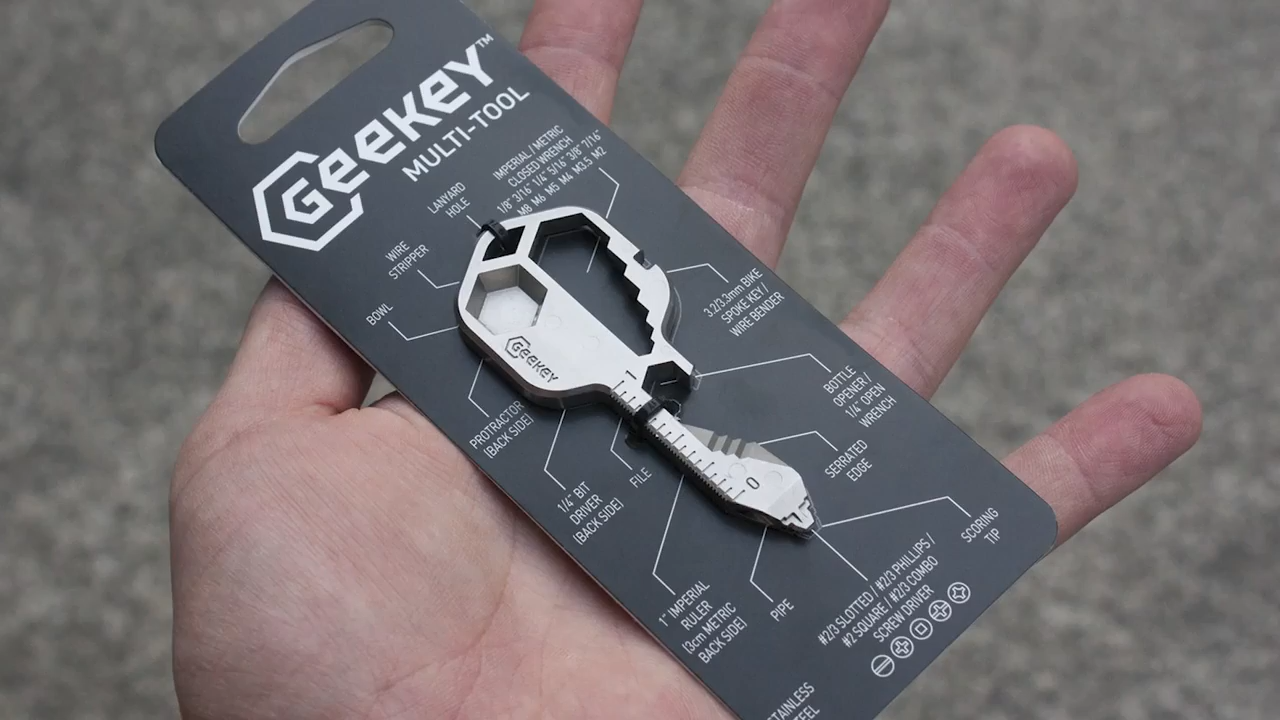 GEEKEY™
MULTI-TOOL
IMPERIAL / METRIC
CLOSED WRENCH
1/8" 3/16" 1/4" 5/16" 3/8" 7/16"
M8 M6 M5 M4 M3.5 M2
LANYARD
HOLE
WIRE
STRIPPER
BOWL
3.2/3.3mm BIKE
SPOKE KEY /
WIRE BENDER
GEEKEY
1
0
BOTTLE
OPENER /
1/4" OPEN
WRENCH
PROTRACTOR
(BACK SIDE)
1/4" BIT
DRIVER
(BACK SIDE)
FILE
SERRATED
EDGE
SCORING
TIP
1" IMPERIAL
RULER
(3cm METRIC
BACK SIDE)
PIPE
#2/3 SLOTTED / #2/3 PHILLIPS /
#2 SQUARE / #2/3 COMBO
SCREW DRIVER